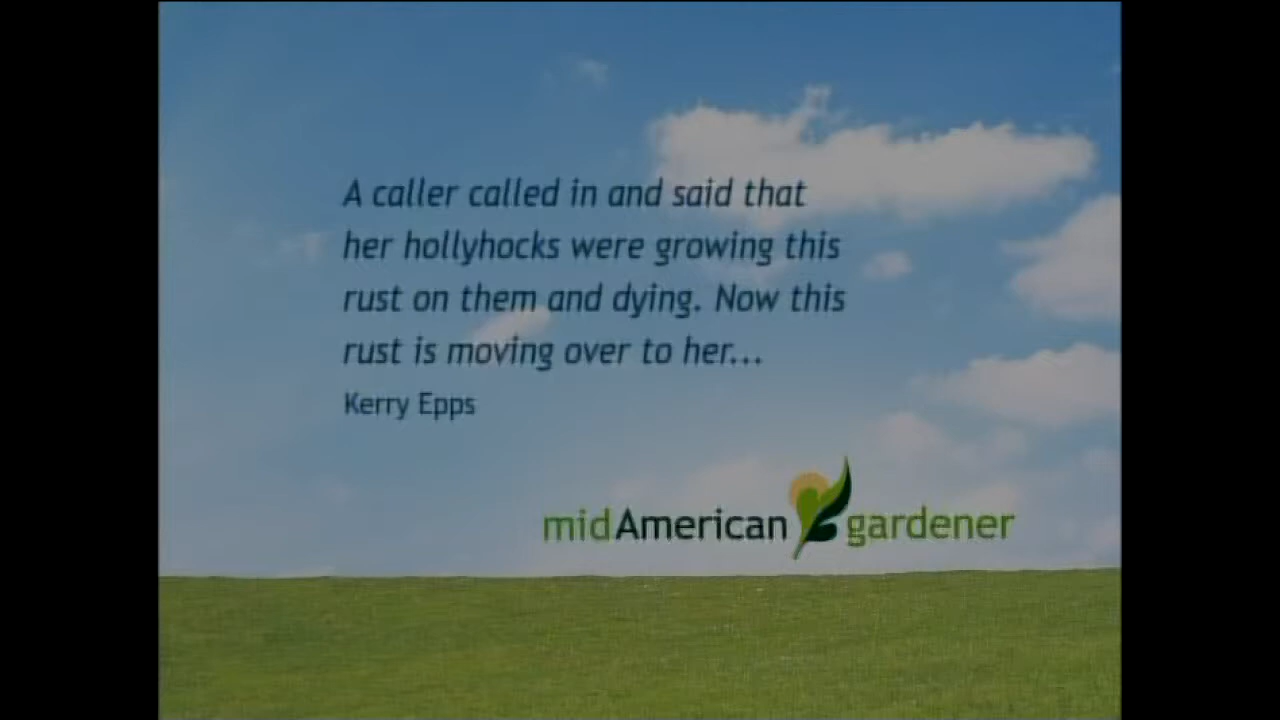 A caller called in and said that
her hollyhocks were growing this
rust on them and dying. Now this
rust is moving over to her...
Kerry Epps
midAmerican gardener